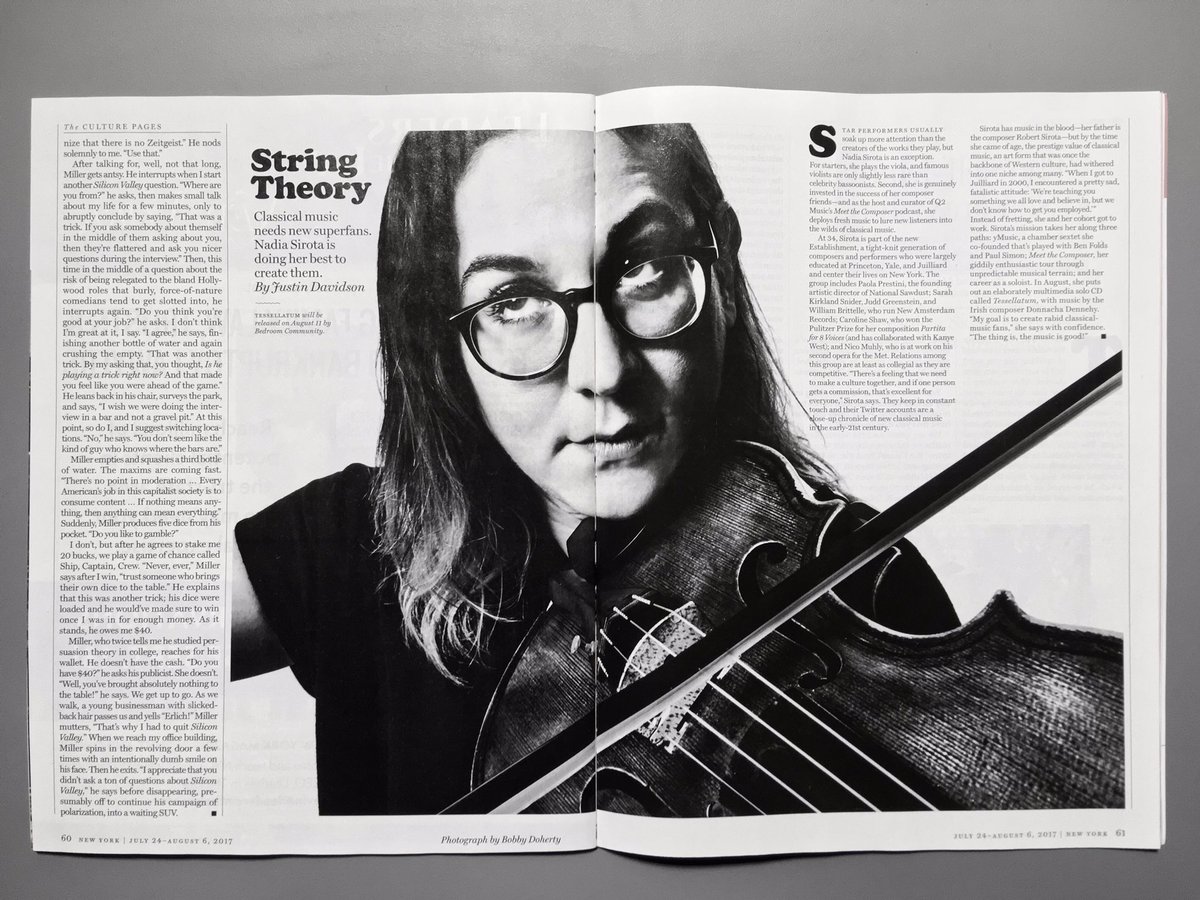 The CULTURE PAGES
nize that there is no Zeitgeist.” He nods
solemnly to me. “Use that.”
After talking for, well, not that long,
Miller gets antsy. He interrupts when I start
another Silicon Valley question. “Where are
you from?” he asks, then makes small talk
about my life for a few minutes, only to
abruptly conclude by saying, “That was a
trick. If you ask somebody about themself
in the middle of them asking about you,
then they’re flattered and ask you nicer
questions during the interview.” Then, this
time in the middle of a question about the
risk of being relegated to the bland Holly-
wood roles that burly, force-of-nature
comedians tend to get slotted into, he
interrupts again. “Do you think you’re
good at your job?” he asks. I don’t think
I’m great at it, I say. “I agree,” he says, fin-
ishing another bottle of water and again
crushing the empty. “That was another
trick. By my asking that, you thought, Is he
playing a trick right now? And that made
you feel like you were ahead of the game.”
He leans back in his chair, surveys the park,
and says, “I wish we were doing the inter-
view in a bar and not a gravel pit.” At this
point, so do I, and I suggest switching loca-
tions. “No,” he says. “You don’t seem like the
kind of guy who knows where the bars are.”
Miller empties and squashes a third bottle
of water. The maxims are coming fast.
“There’s no point in moderation ... Every
American’s job in this capitalist society is to
consume content ... If nothing means any-
thing, then anything can mean everything.”
Suddenly, Miller produces five dice from his
pocket. “Do you like to gamble?”
I don’t, but after he agrees to stake me
20 bucks, we play a game of chance called
Ship, Captain, Crew. “Never, ever,” Miller
says after I win, “trust someone who brings
their own dice to the table.” He explains
that this was another trick; his dice were
loaded and he would’ve made sure to win
once I was in for enough money. As it
stands, he owes me $40.
Miller, who twice tells me he studied per-
suasion theory in college, reaches for his
wallet. He doesn’t have the cash. “Do you
have $40?” he asks his publicist. She doesn’t.
“Well, you’ve brought absolutely nothing to
the table!” he says. We get up to go. As we
walk, a young businessman with slicked-
back hair passes us and yells “Erlich!” Miller
mutters, “That’s why I had to quit Silicon
Valley.” When we reach my office building,
Miller spins in the revolving door a few
times with an intentionally dumb smile on
his face. Then he exits. “I appreciate that you
didn’t ask a ton of questions about Silicon
Valley,” he says before disappearing, pre-
sumably off to continue his campaign of
polarization, into a waiting SUV.
60 NEW YORK | JULY 24–AUGUST 6, 2017
String
Theory
Classical music
needs new superfans.
Nadia Sirota is
doing her best to
create them.
By Justin Davidson
TESSELLATUM will be
released on August 11 by
Bedroom Community.
Photograph by Bobby Doherty
STAR PERFORMERS USUALLY
soak up more attention than the
creators of the works they play, but
Nadia Sirota is an exception.
For starters, she plays the viola, and famous
violists are only slightly less rare than
celebrity bassoonists. Second, she is genuinely
invested in the success of her composer
friends—and as the host and curator of Q2
Music’s Meet the Composer podcast, she
deploys fresh music to lure new listeners into
the wilds of classical music.
At 34, Sirota is part of the new
Establishment, a tight-knit generation of
composers and performers who were largely
educated at Princeton, Yale, and Juilliard
and center their lives on New York. The
group includes Paola Prestini, the founding
artistic director of National Sawdust; Sarah
Kirkland Snider, Judd Greenstein, and
William Brittelle, who run New Amsterdam
Records; Caroline Shaw, who won the
Pulitzer Prize for her composition Partita
for 8 Voices (and has collaborated with Kanye
West); and Nico Muhly, who is at work on his
second opera for the Met. Relations among
this group are at least as collegial as they are
competitive. “There’s a feeling that we need
to make a culture together, and if one person
gets a commission, that’s excellent for
everyone,” Sirota says. They keep in constant
touch and their Twitter accounts are a
close-up chronicle of new classical music
in the early-21st century.
Sirota has music in the blood—her father is
the composer Robert Sirota—but by the time
she came of age, the prestige value of classical
music, an art form that was once the
backbone of Western culture, had withered
into one niche among many. “When I got to
Juilliard in 2000, I encountered a pretty sad,
fatalistic attitude: ‘We’re teaching you
something we all love and believe in, but we
don’t know how to get you employed.’”
Instead of fretting, she and her cohort got to
work. Sirota’s mission takes her along three
paths: yMusic, a chamber sextet she
co-founded that’s played with Ben Folds
and Paul Simon; Meet the Composer, her
giddily enthusiastic tour through
unpredictable musical terrain; and her
career as a soloist. In August, she puts
out an elaborately multimedia solo CD
called Tessellatum, with music by the
Irish composer Donnacha Dennehy.
“My goal is to create rabid classical-
music fans,” she says with confidence.
“The thing is, the music is good!”
JULY 24–AUGUST 6, 2017 | NEW YORK 61